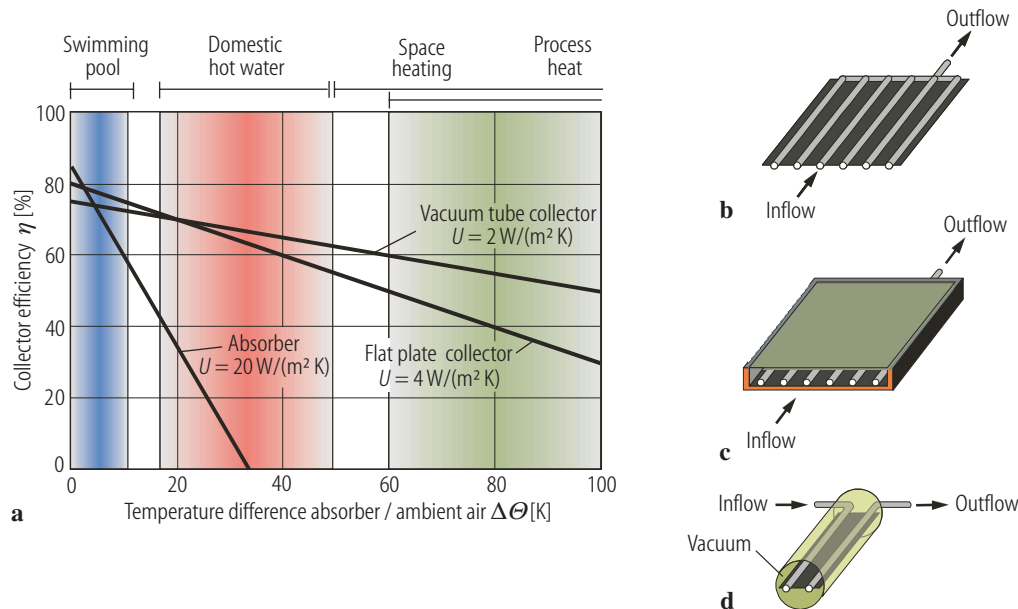 Swimming
pool
Domestic
hot water
Space
heating
Process
heat
100
80
60
40
20
0
Collector efficiency η [%]
Vacuum tube collector
U = 2 W/(m² K)
Absorber
U = 20 W/(m² K)
Flat plate collector
U = 4 W/(m² K)
0 20 40 60 80 100
Temperature difference absorber / ambient air ΔΘ [K]
a
Outflow
Inflow
b
Outflow
Inflow
c
Inflow
Outflow
Vacuum
d